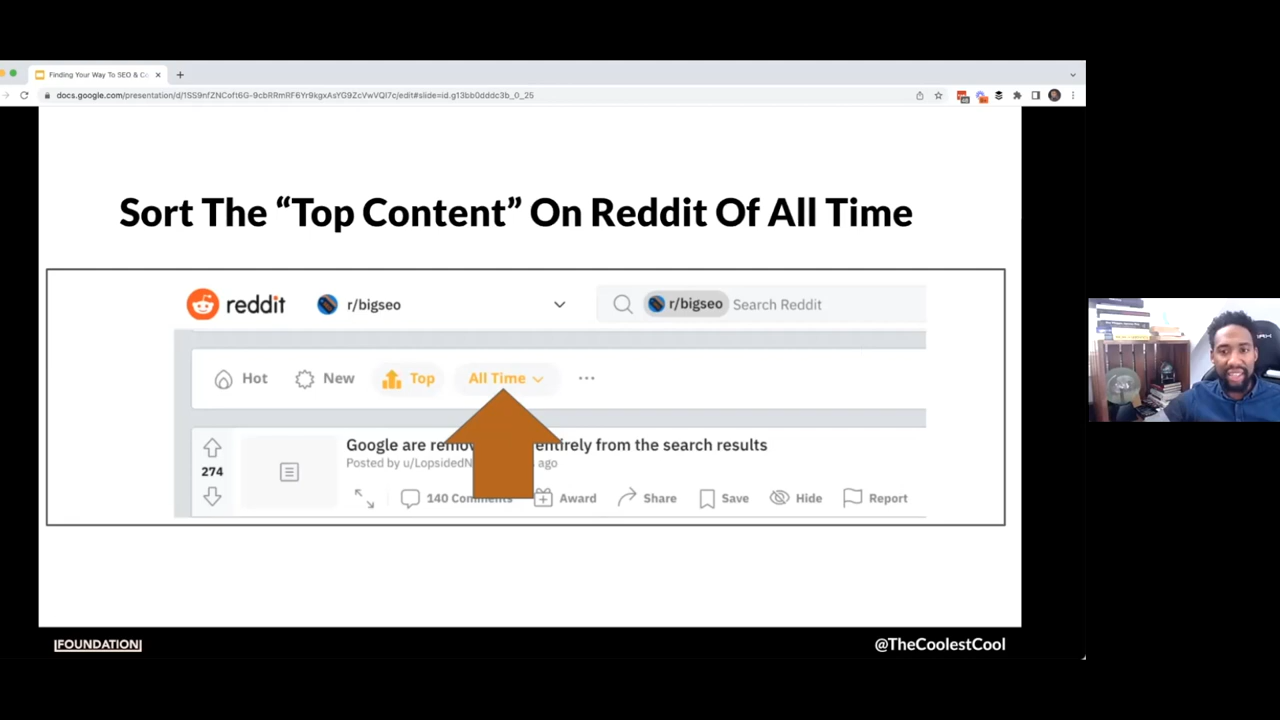 Finding Your Way To SEO & Co
docs.google.com/presentation/d/1SS9nfZNCoft6G-9cbRRmRF6Yr9kgxAsYG9ZcVwVQI7c/edit#slide=id.g13bb0dddc3b_0_25
Sort The “Top Content” On Reddit Of All Time
reddit r/bigseo r/bigseo Search Reddit
Hot New Top All Time
Google are remo entirely from the search results
Posted by u/LopsidedN ago
274
140 Comments Award Share Save Hide Report
|FOUNDATION| @TheCoolestCool